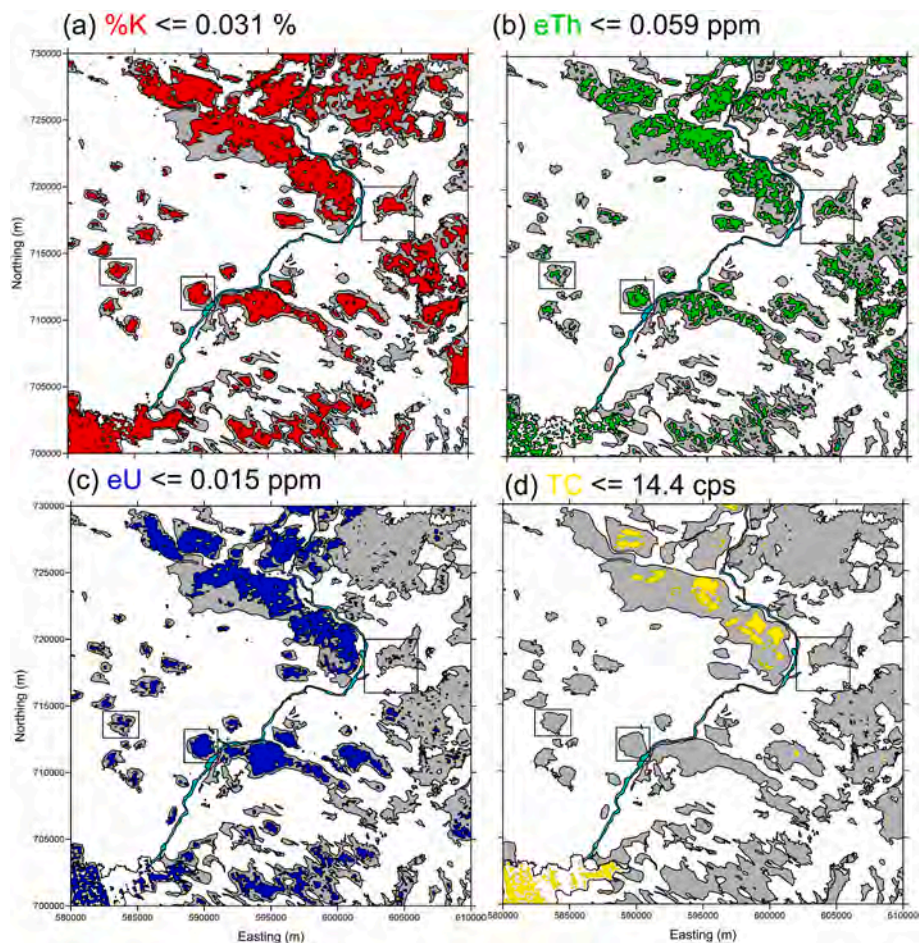 (a) %K <= 0.031 %
(b) eTh <= 0.059 ppm
730000
725000
720000
715000
710000
705000
700000
Northing (m)
(c) eU <= 0.015 ppm
(d) TC <= 14.4 cps
730000
725000
720000
715000
710000
705000
700000
Northing (m)
580000 585000 590000 595000 600000 605000 610000
580000 585000 590000 595000 600000 605000 610000
Easting (m)
Easting (m)